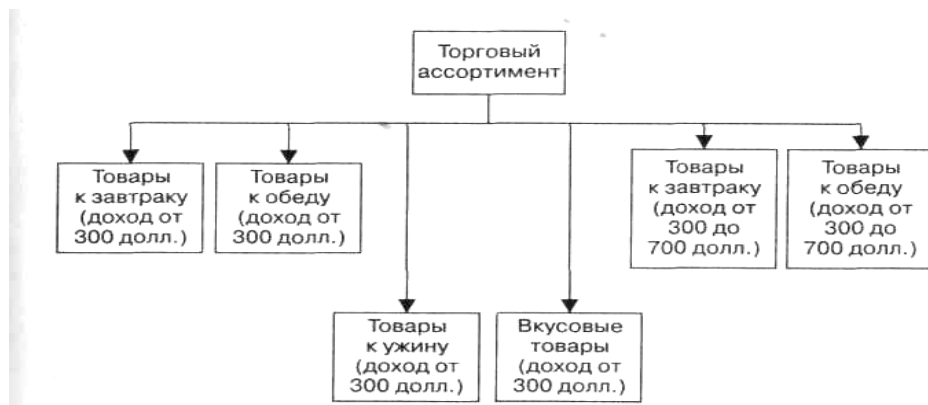 Торговый
ассортимент
Товары
к завтраку
(доход от
300 долл.)
Товары
к обеду
(доход от
300 долл.)
Товары
к завтраку
(доход от
300 до
700 долл.)
Товары
к обеду
(доход от
300 до
700 долл.)
Товары
к ужину
(доход от
300 долл.)
Вкусовые
товары
(доход от
300 долл.)